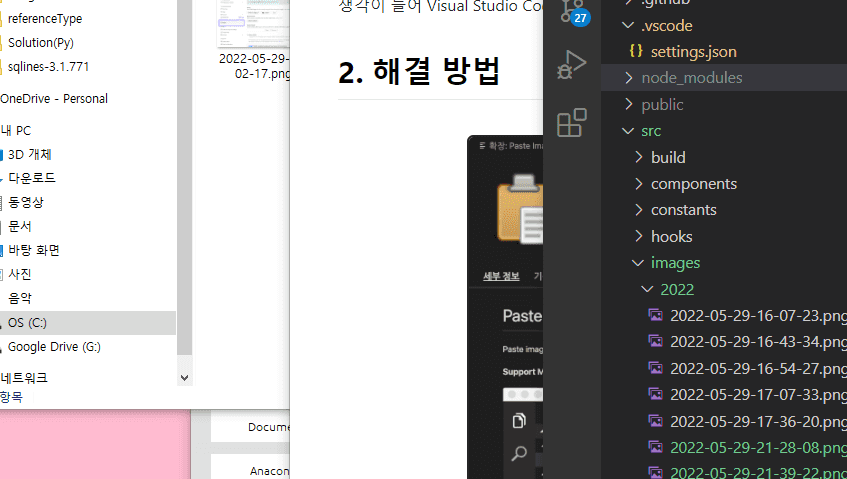 referenceType
Solution(Py)
sqlines-3.1.771
OneDrive - Personal
내 PC
3D 개체
다운로드
동영상
문서
바탕 화면
사진
음악
OS (C:)
Google Drive (G:)
네트워크
항목
2022-05-29-
02-17.png
Docume
Anacon
생각이 들어 Visual Studio Co
2. 해결 방법
확장: Paste Im
세부 정보
Paste
Paste imag
Support M
27
.github
.vscode
settings.json
node_modules
public
src
build
components
constants
hooks
images
2022
2022-05-29-16-07-23.png
2022-05-29-16-43-34.png
2022-05-29-16-54-27.png
2022-05-29-17-07-33.png
2022-05-29-17-36-20.png
2022-05-29-21-28-08.png
2022-05-29-21-39-22.png